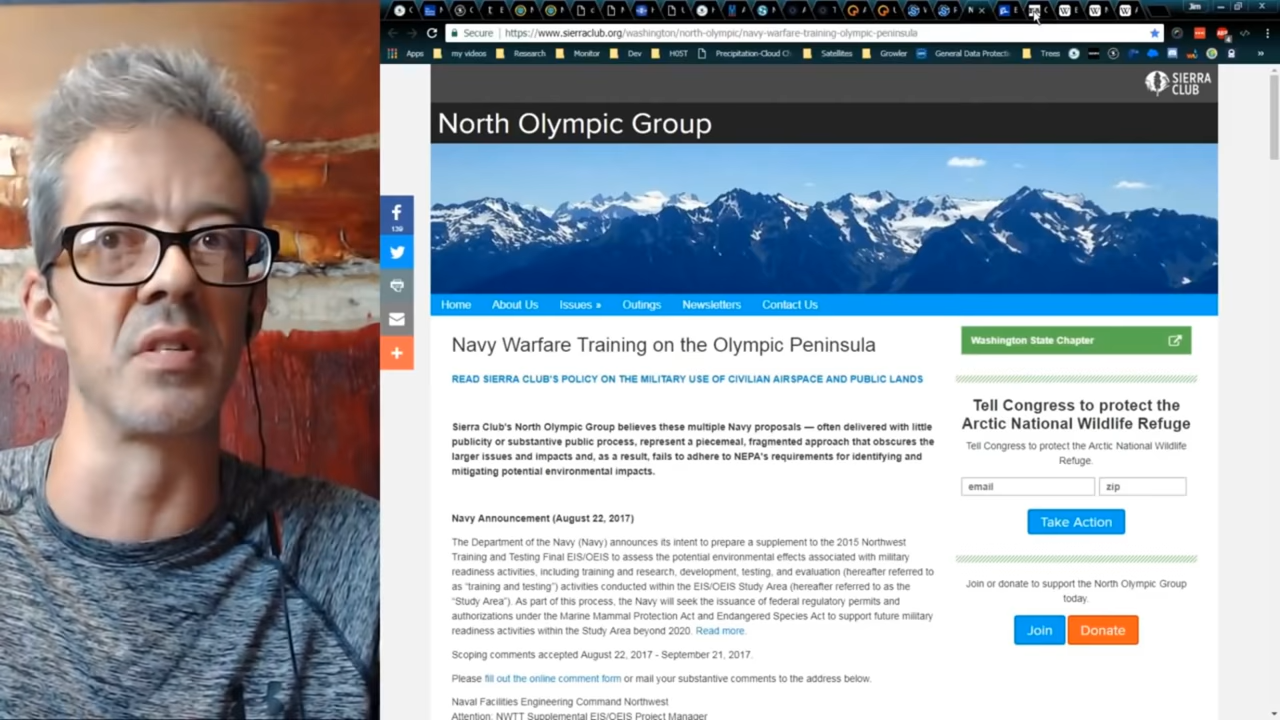 Jim
Secure
https://www.sierraclub.org/washington/north-olympic/navy-warfare-training-olympic-peninsula
Apps
my videos
Research
Monitor
Dev
H0ST
Precipitation-Cloud C
Satellites
Growler
General Data Protecti
Trees
SIERRA
CLUB
North Olympic Group
139
Home
About Us
Issues »
Outings
Newsletters
Contact Us
Navy Warfare Training on the Olympic Peninsula
READ SIERRA CLUB'S POLICY ON THE MILITARY USE OF CIVILIAN AIRSPACE AND PUBLIC LANDS
Sierra Club's North Olympic Group believes these multiple Navy proposals — often delivered with little
publicity or substantive public process, represent a piecemeal, fragmented approach that obscures the
larger issues and impacts and, as a result, fails to adhere to NEPA's requirements for identifying and
mitigating potential environmental impacts.
Navy Announcement (August 22, 2017)
The Department of the Navy (Navy) announces its intent to prepare a supplement to the 2015 Northwest
Training and Testing Final EIS/OEIS to assess the potential environmental effects associated with military
readiness activities, including training and research, development, testing, and evaluation (hereafter referred to
as "training and testing") activities conducted within the EIS/OEIS Study Area (hereafter referred to as the
"Study Area"). As part of this process, the Navy will seek the issuance of federal regulatory permits and
authorizations under the Marine Mammal Protection Act and Endangered Species Act to support future military
readiness activities within the Study Area beyond 2020. Read more.
Scoping comments accepted August 22, 2017 - September 21, 2017.
Please fill out the online comment form or mail your substantive comments to the address below.
Naval Facilities Engineering Command Northwest
Attention: NWTT Supplemental EIS/OEIS Project Manager
Washington State Chapter
Tell Congress to protect the
Arctic National Wildlife Refuge
Tell Congress to protect the Arctic National Wildlife
Refuge.
email
zip
Take Action
Join or donate to support the North Olympic Group
today.
Join
Donate